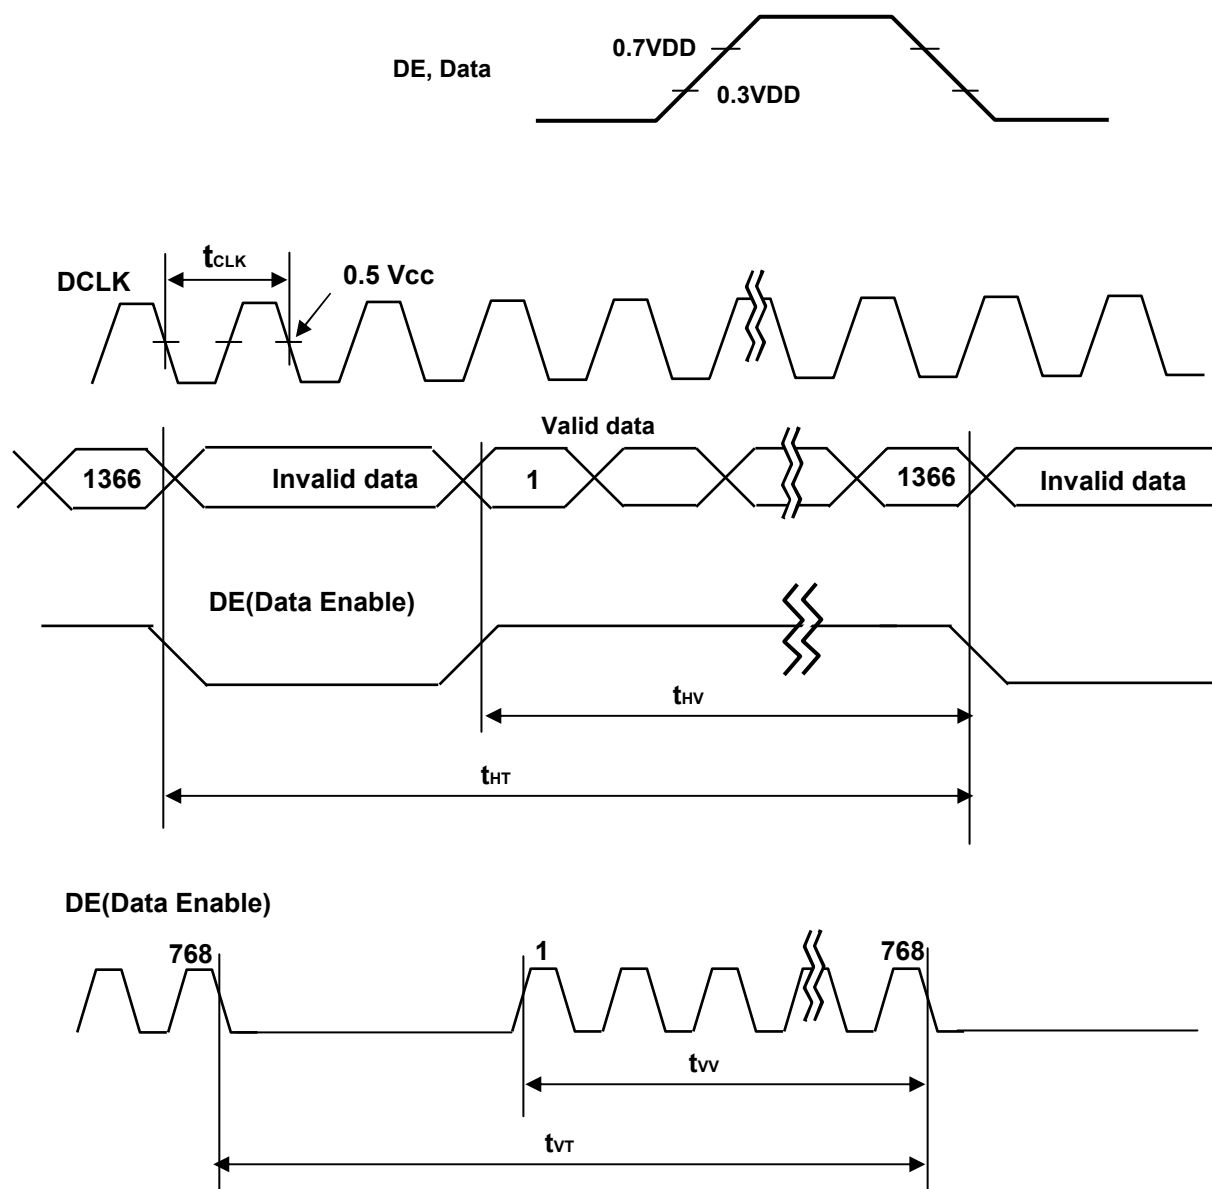 0.7VDD
DE, Data
0.3VDD
tCLK
DCLK
0.5 Vcc
Valid data
1366
Invalid data
1
1366
Invalid data
DE(Data Enable)
tHV
tHT
DE(Data Enable)
768
1
768
tVV
tVT